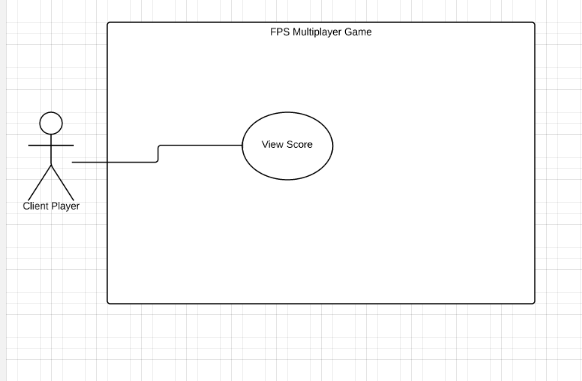 FPS Multiplayer Game
View Score
Client Player